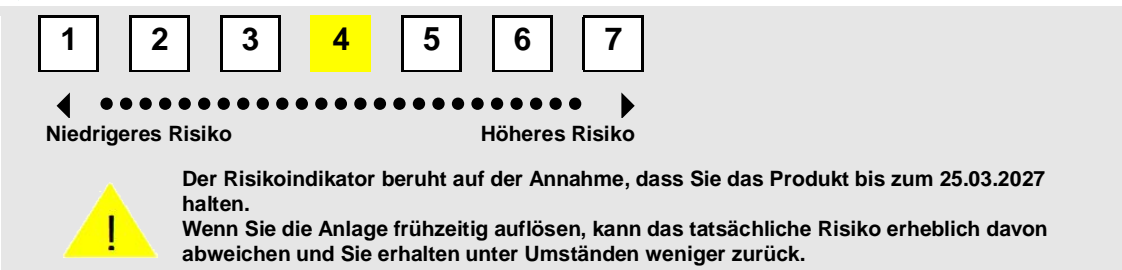 1 2 3 4 5 6 7
Niedrigeres Risiko Höheres Risiko
Der Risikoindikator beruht auf der Annahme, dass Sie das Produkt bis zum 25.03.2027
halten.
Wenn Sie die Anlage frühzeitig auflösen, kann das tatsächliche Risiko erheblich davon
abweichen und Sie erhalten unter Umständen weniger zurück.
!